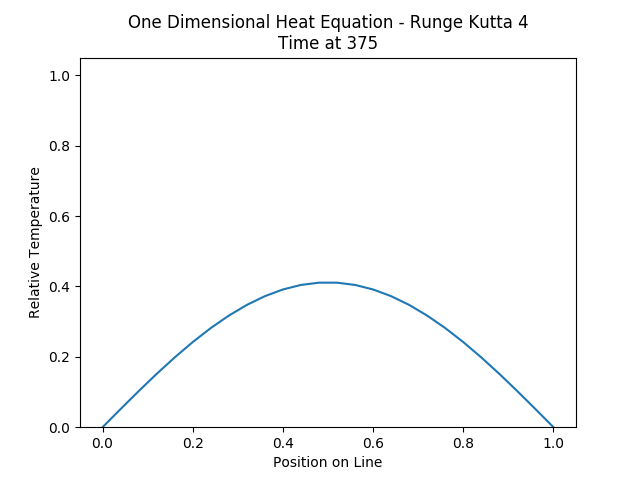 One Dimensional Heat Equation - Runge Kutta 4
Time at 375
1.0
0.8
0.6
0.4
0.2
0.0
Relative Temperature
0.0 0.2 0.4 0.6 0.8 1.0
Position on Line